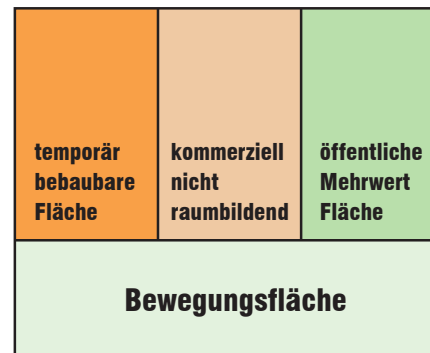 temporär
bebaubare
Fläche
kommerziell
nicht
raumbildend
öffentliche
Mehrwert
Fläche
Bewegungsfläche